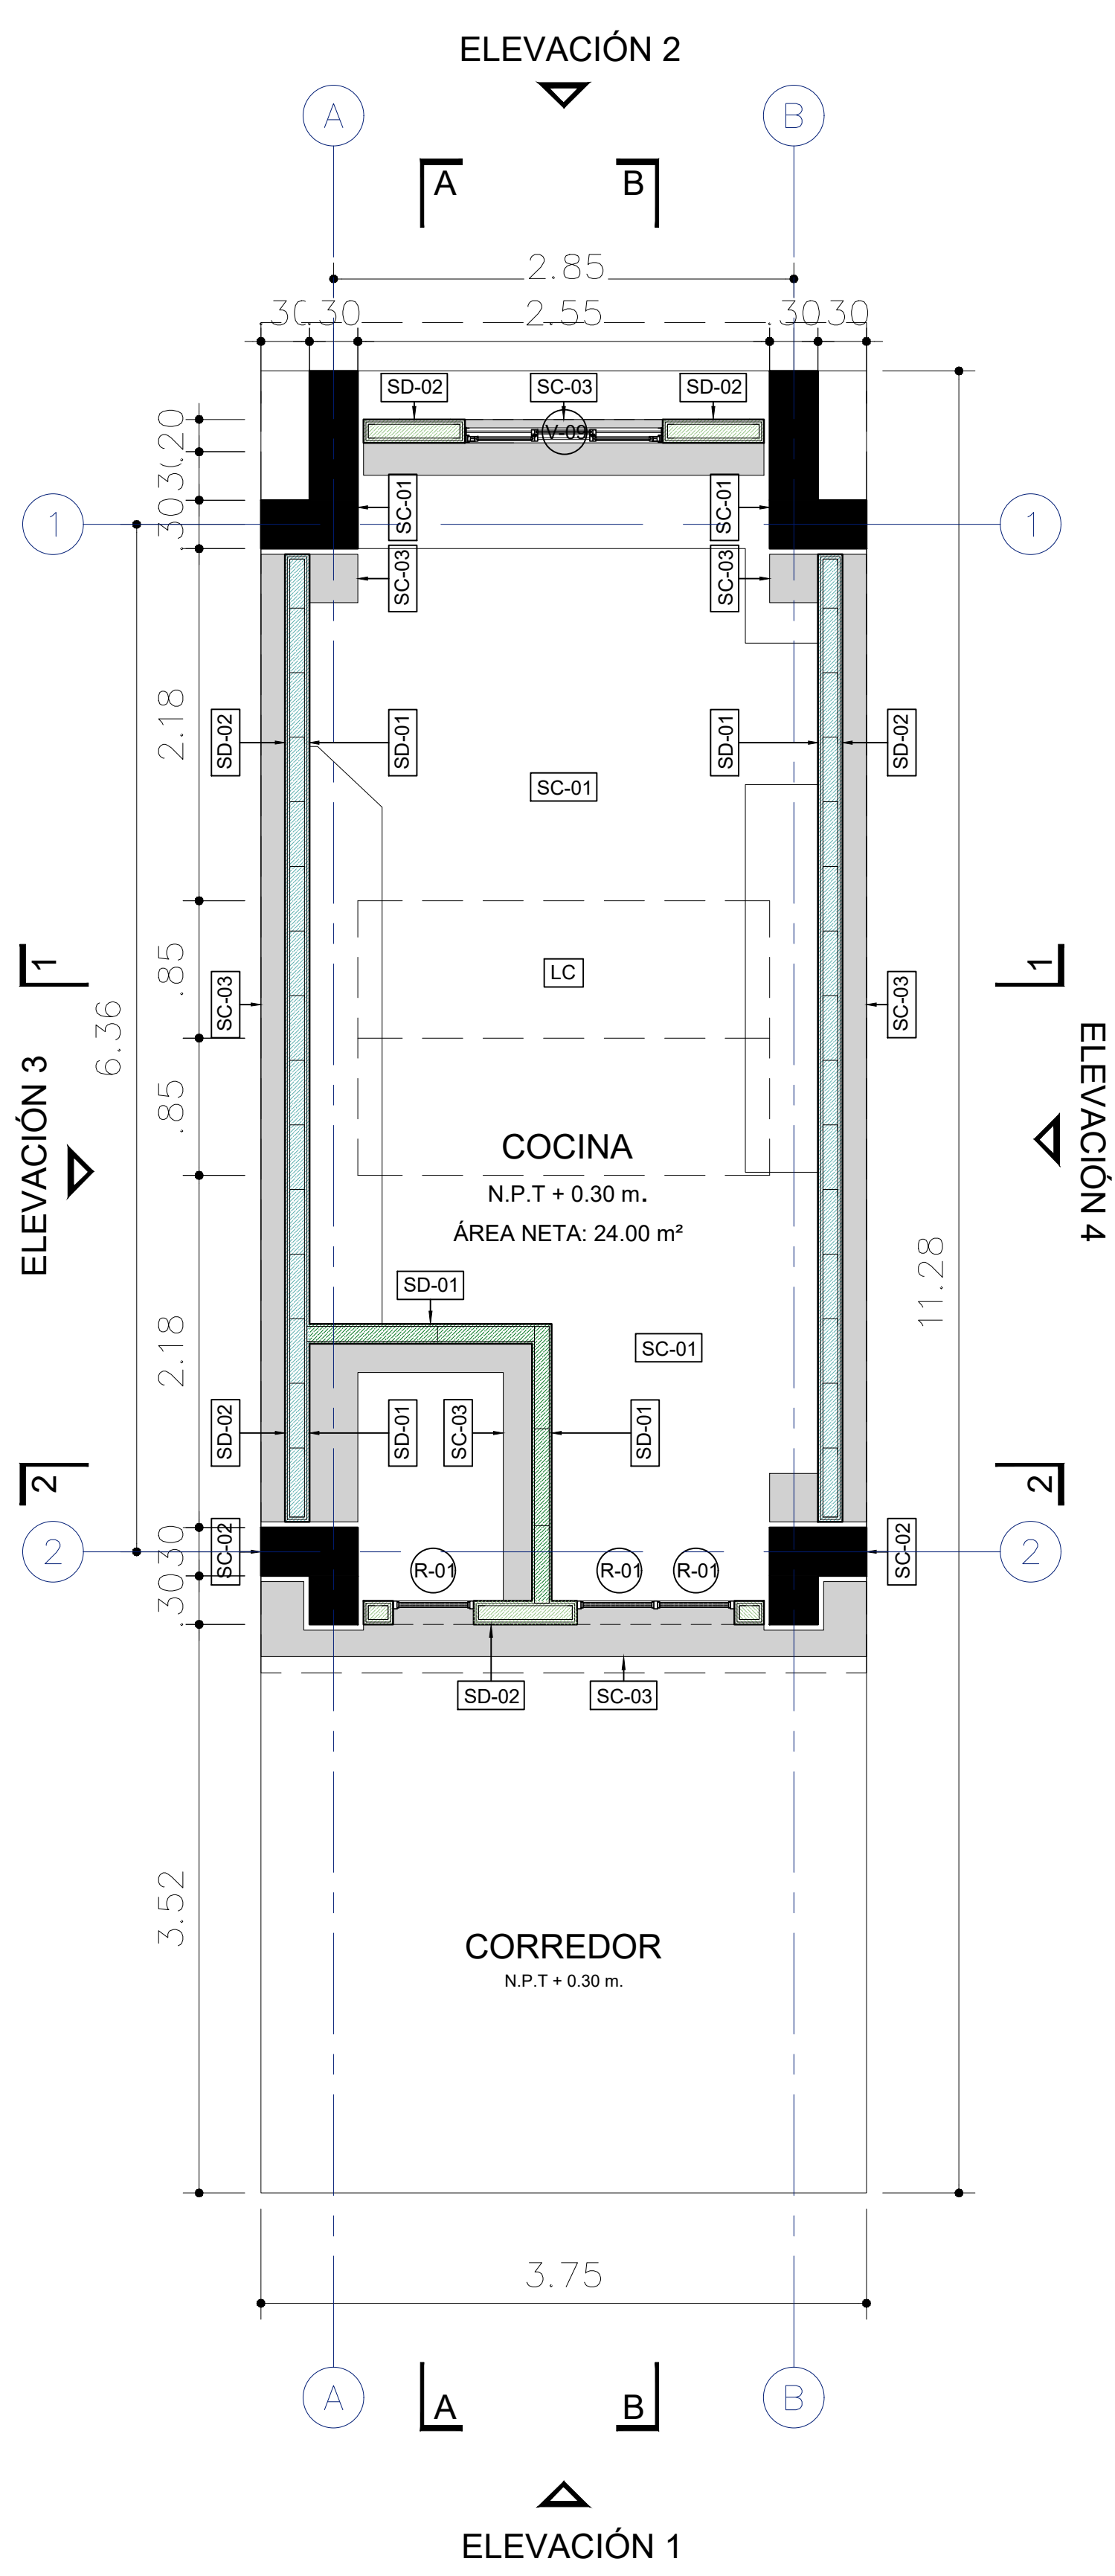 ELEVACIÓN 2
A
B
A
B
2.85
.30
.30
2.55
.30
.30
SD-02
SC-03
SD-02
V-09
.20
.30
.30
SC-01
SC-01
1
1
SC-03
SC-03
2.18
SD-02
SD-01
SD-01
SD-02
SC-01
1
.85
LC
1
SC-03
SC-03
6.36
ELEVACIÓN 3
ELEVACIÓN 4
.85
COCINA
N.P.T + 0.30 m.
ÁREA NETA: 24.00 m²
11.28
SD-01
2.18
SC-01
SD-02
SD-01
SC-03
SD-01
2
2
.30
.30
SC-02
SC-02
2
2
R-01
R-01
R-01
SD-02
SC-03
3.52
CORREDOR
N.P.T + 0.30 m.
3.75
A
B
A
B
ELEVACIÓN 1